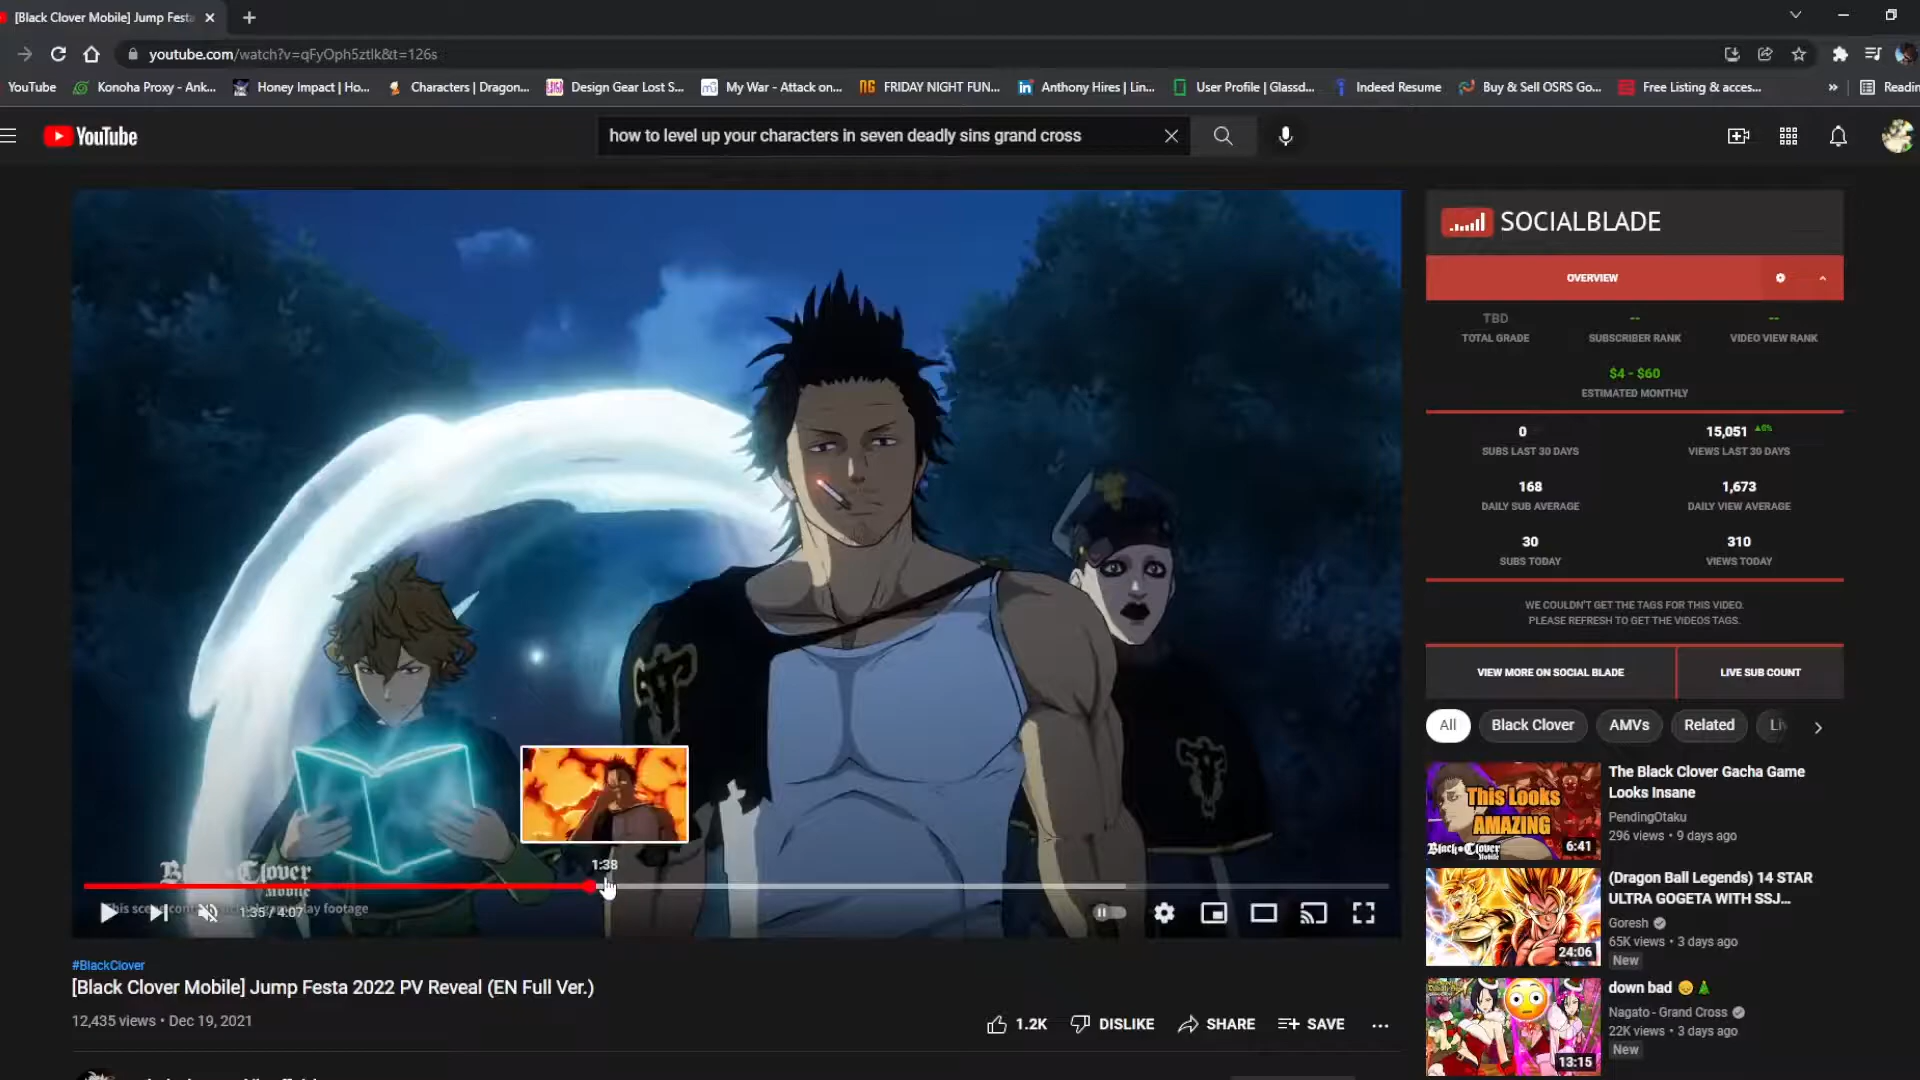 [Black Clover Mobile] Jump Festa
youtube.com/watch?v=qFyOph5ztlk&t=126s
YouTube
Konoha Proxy - Ank...
Honey Impact | Ho...
Characters | Dragon...
Design Gear Lost S...
My War - Attack on...
FRIDAY NIGHT FUN...
Anthony Hires | Lin...
User Profile | Glassd...
Indeed Resume
Buy & Sell OSRS Go...
Free Listing & acces...
»
Readin
YouTube
how to level up your characters in seven deadly sins grand cross
SOCIALBLADE
OVERVIEW
TBD
TOTAL GRADE
--
SUBSCRIBER RANK
--
VIDEO VIEW RANK
$4 - $60
ESTIMATED MONTHLY
0
SUBS LAST 30 DAYS
15,051 ▲0%
VIEWS LAST 30 DAYS
168
DAILY SUB AVERAGE
1,673
DAILY VIEW AVERAGE
30
SUBS TODAY
310
VIEWS TODAY
WE COULDN'T GET THE TAGS FOR THIS VIDEO.
PLEASE REFRESH TO GET THE VIDEOS TAGS.
VIEW MORE ON SOCIAL BLADE
LIVE SUB COUNT
All
Black Clover
AMVs
Related
Li
This Looks
AMAZING
Black Clover
Mobile
6:41
The Black Clover Gacha Game
Looks Insane
PendingOtaku
296 views • 9 days ago
24:06
(Dragon Ball Legends) 14 STAR
ULTRA GOGETA WITH SSJ...
Goresh
65K views • 3 days ago
New
13:15
down bad 😞🎄
Nagato - Grand Cross
22K views • 3 days ago
New
Black Clover
Mobile
1:38
1:35 / 4:07
#BlackClover
[Black Clover Mobile] Jump Festa 2022 PV Reveal (EN Full Ver.)
12,435 views • Dec 19, 2021
1.2K
DISLIKE
SHARE
SAVE